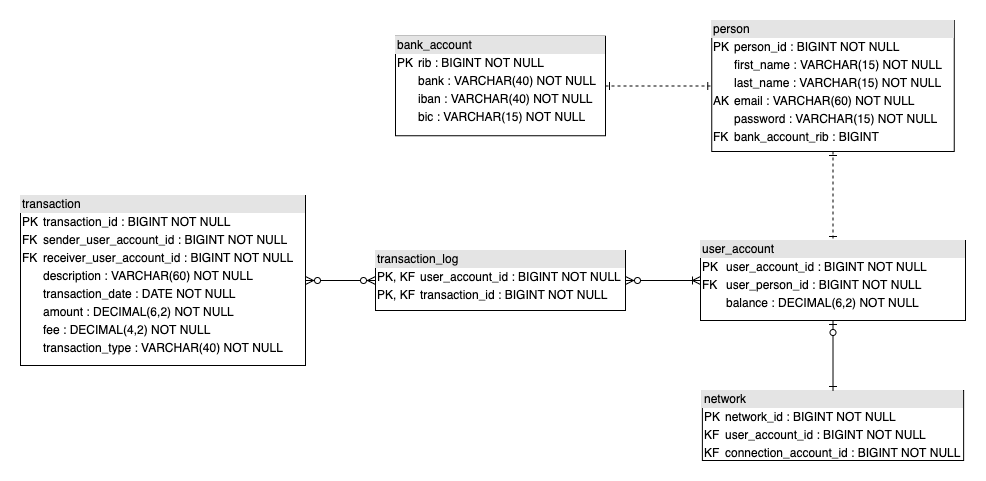 bank_account
PK rib : BIGINT NOT NULL
bank : VARCHAR(40) NOT NULL
iban : VARCHAR(40) NOT NULL
bic : VARCHAR(15) NOT NULL
person
PK person_id : BIGINT NOT NULL
first_name : VARCHAR(15) NOT NULL
last_name : VARCHAR(15) NOT NULL
AK email : VARCHAR(60) NOT NULL
password : VARCHAR(15) NOT NULL
FK bank_account_rib : BIGINT
transaction
PK transaction_id : BIGINT NOT NULL
FK sender_user_account_id : BIGINT NOT NULL
FK receiver_user_account_id : BIGINT NOT NULL
description : VARCHAR(60) NOT NULL
transaction_date : DATE NOT NULL
amount : DECIMAL(6,2) NOT NULL
fee : DECIMAL(4,2) NOT NULL
transaction_type : VARCHAR(40) NOT NULL
transaction_log
PK, KF user_account_id : BIGINT NOT NULL
PK, KF transaction_id : BIGINT NOT NULL
user_account
PK user_account_id : BIGINT NOT NULL
FK user_person_id : BIGINT NOT NULL
balance : DECIMAL(6,2) NOT NULL
network
PK network_id : BIGINT NOT NULL
KF user_account_id : BIGINT NOT NULL
KF connection_account_id : BIGINT NOT NULL